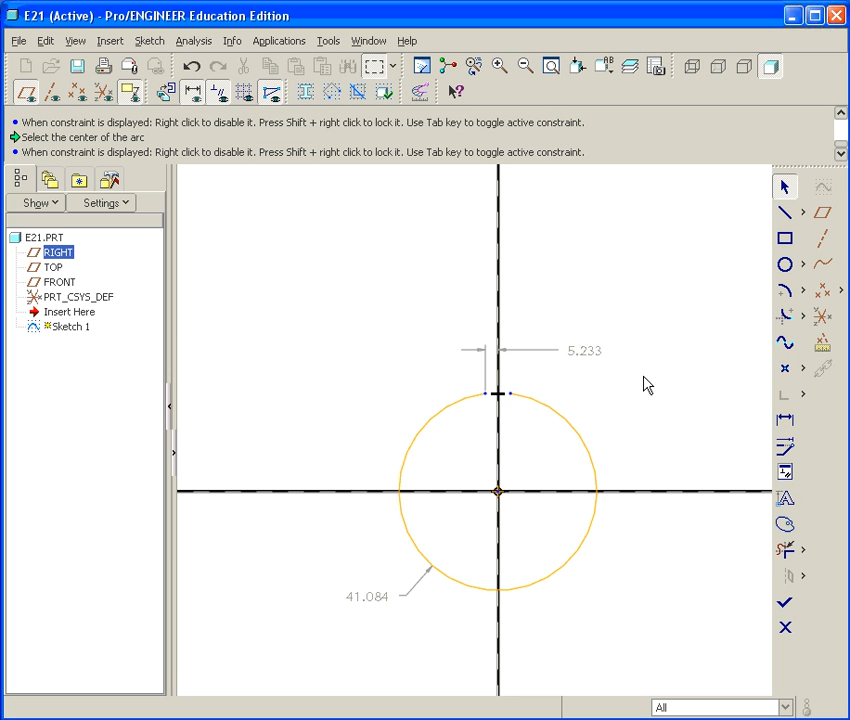 E21 (Active) - Pro/ENGINEER Education Edition
File Edit View Insert Sketch Analysis Info Applications Tools Window Help
• When constraint is displayed: Right click to disable it. Press Shift + right click to lock it. Use Tab key to toggle active constraint.
Select the center of the arc
• When constraint is displayed: Right click to disable it. Press Shift + right click to lock it. Use Tab key to toggle active constraint.
Show Settings
E21.PRT
RIGHT
TOP
FRONT
PRT_CSYS_DEF
Insert Here
Sketch 1
5.233
41.084
All